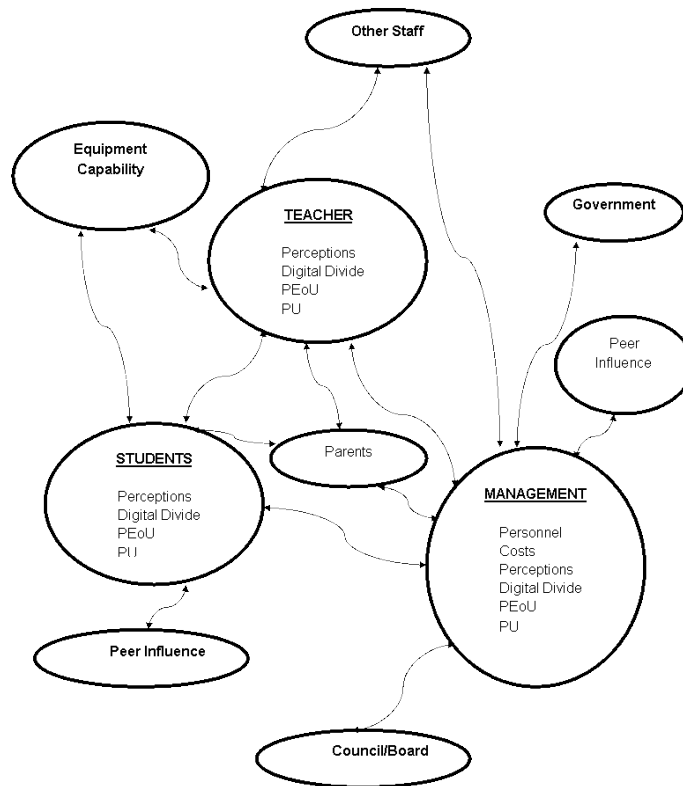 Other Staff
Equipment
Capability
TEACHER
Perceptions
Digital Divide
PEoU
PU
Government
Peer
Influence
STUDENTS
Perceptions
Digital Divide
PEoU
PU
Parents
MANAGEMENT
Personnel
Costs
Perceptions
Digital Divide
PEoU
PU
Peer Influence
Council/Board